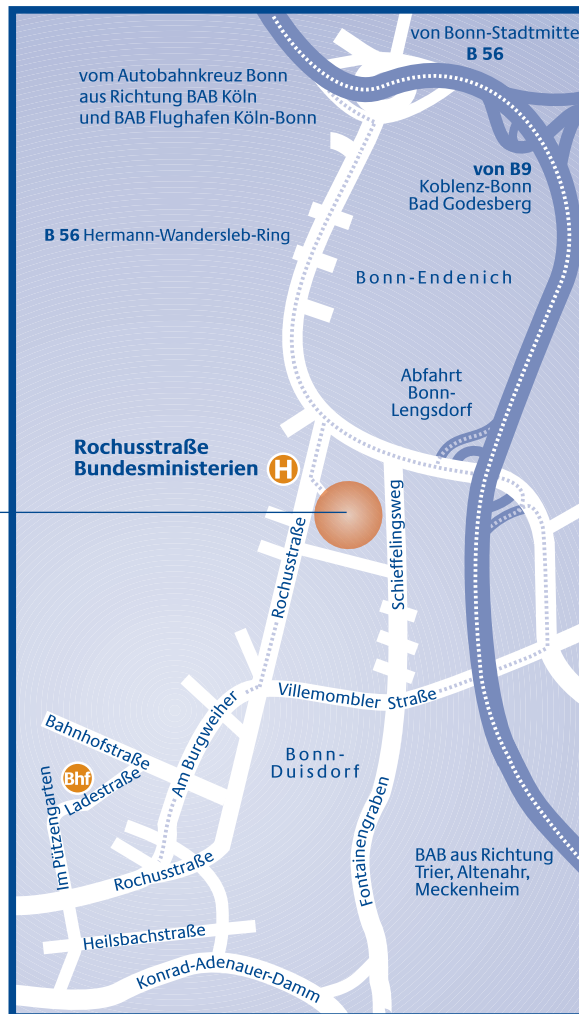 von Bonn-Stadtmitte
B 56
vom Autobahnkreuz Bonn
aus Richtung BAB Köln
und BAB Flughafen Köln-Bonn
von B9
Koblenz-Bonn
Bad Godesberg
B 56 Hermann-Wandersleb-Ring
Bonn-Endenich
Abfahrt
Bonn-
Lengsdorf
Rochusstraße
Bundesministerien
H
Rochusstraße
Schieffelingsweg
Villemombler Straße
Am Burgweiher
Bahnhofstraße
Bonn-
Duisdorf
Bhf
Ladestraße
Im Pützengarten
Fontainengraben
BAB aus Richtung
Trier, Altenahr,
Meckenheim
Rochusstraße
Heilsbachstraße
Konrad-Adenauer-Damm